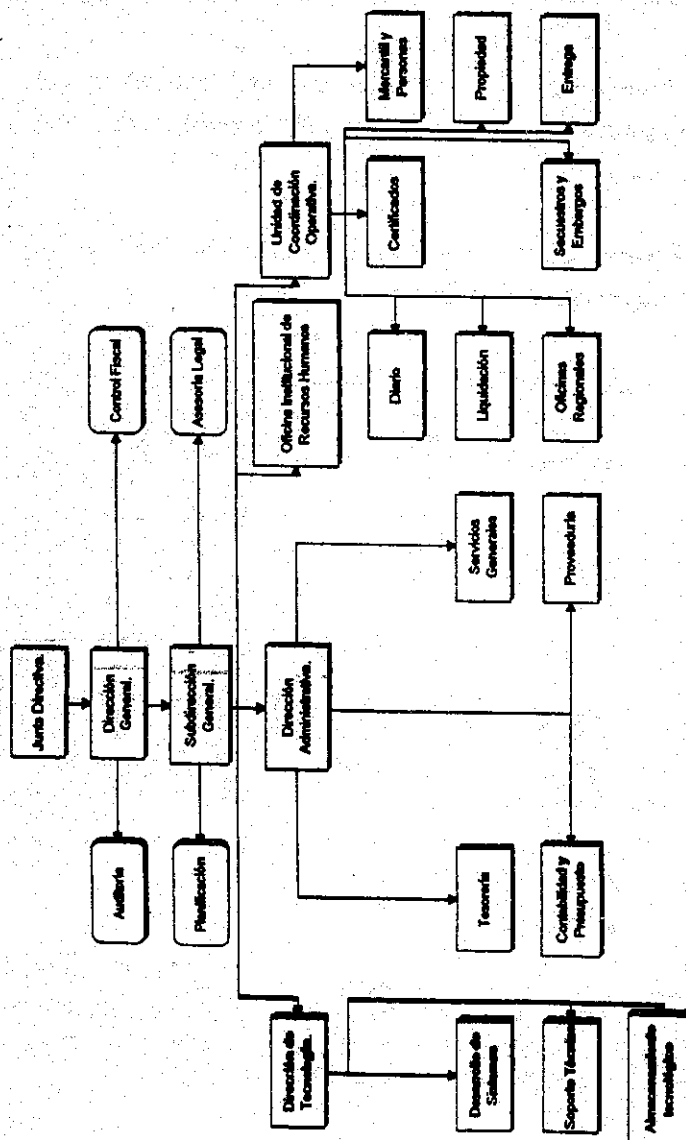 Junta Directiva.
Auditoría
Dirección
General.
Control Fiscal
Planificación
Subdirección
General.
Asesoría Legal
Dirección de
Tecnología.
Dirección
Administrativa.
Oficina Institucional de
Recursos Humanos
Unidad de
Coordinación
Operativa.
Desarrollo de
Sistemas
Soporte Técnico
Almacenamiento
tecnológico
Tesorería
Servicios
Generales
Contabilidad y
Presupuesto
Proveeduría
Diario
Liquidación
Oficinas
Regionales
Certificados
Mercantil y
Personas
Propiedad
Secuestros y
Embargos
Entrega